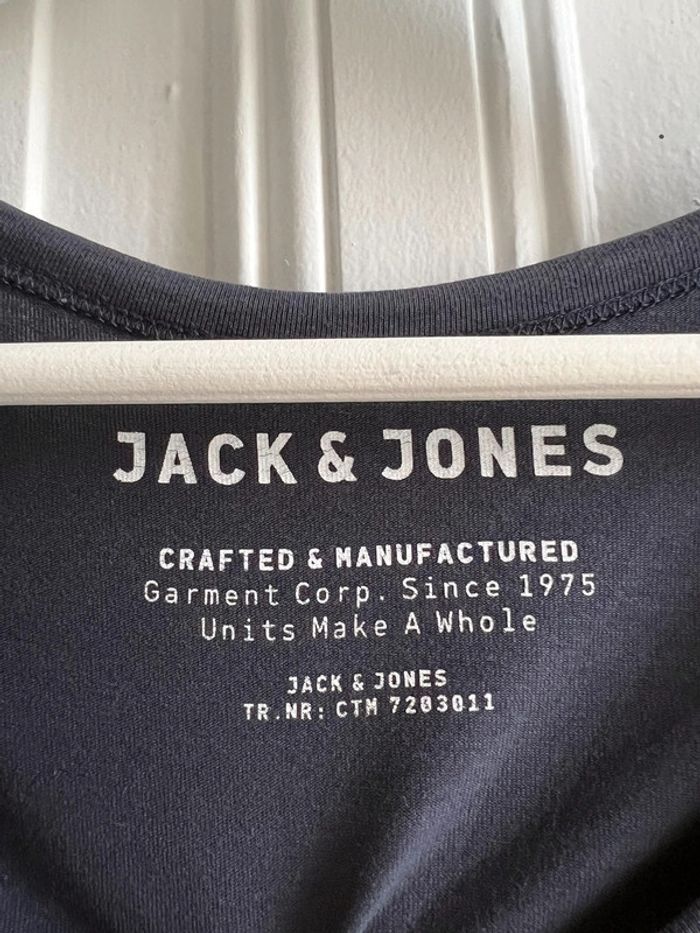 JACK & JONES
CRAFTED & MANUFACTURED
Garment Corp. Since 1975
Units Make A Whole
JACK & JONES
TR.NR: CTM 7203011